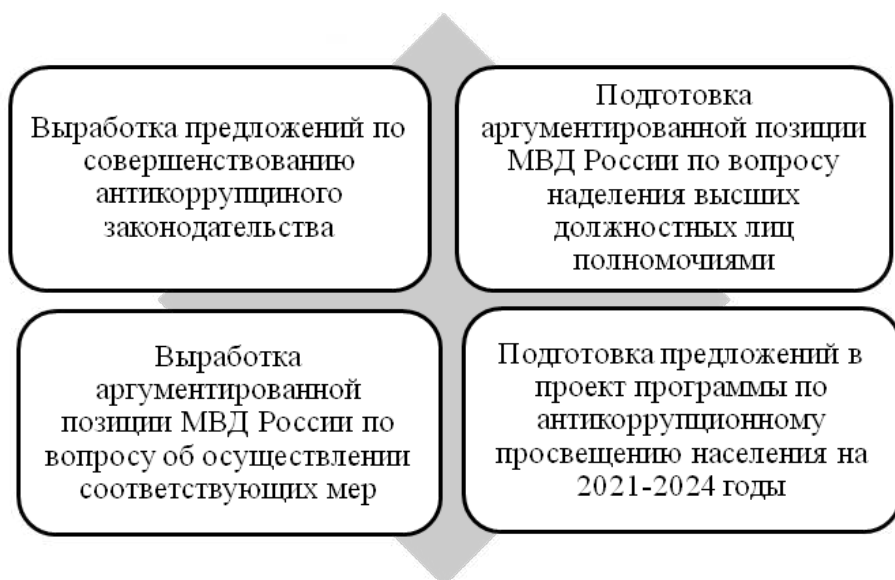 Выработка предложений по
совершенствованию
антикоррупциного
законодательства
Подготовка
аргументированной позиции
МВД России по вопросу
наделения высших
должностных лиц
полномочиями
Выработка
аргументированной
позиции МВД России по
вопросу об осуществлении
соответствующих мер
Подготовка предложений в
проект программы по
антикоррупционному
просвещению населения на
2021-2024 годы